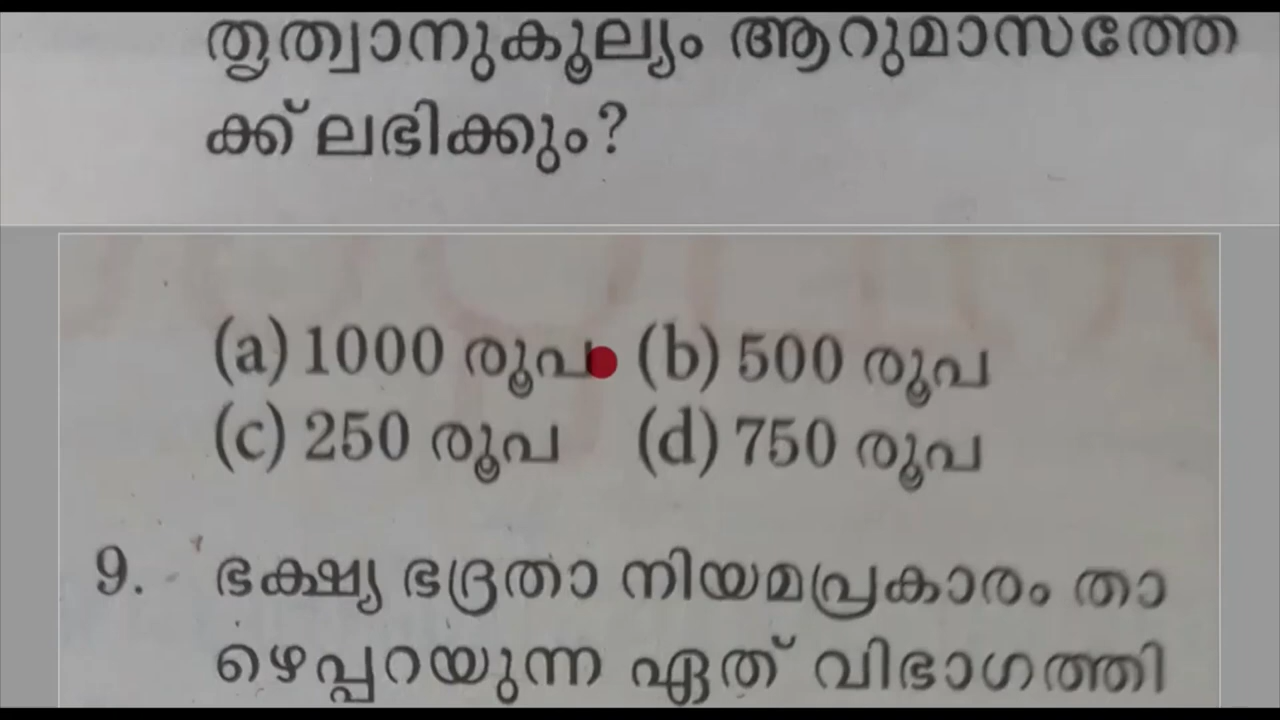 തൃത്വാനുകൂല്യം ആറുമാസത്തേ
ക്ക് ലഭിക്കും?
(a) 1000 രൂപ (b) 500 രൂപ
(c) 250 രൂപ (d) 750 രൂപ
9. ഭക്ഷ്യ ഭദ്രതാ നിയമപ്രകാരം താ
ഴെപ്പറയുന്ന ഏത് വിഭാഗത്തി